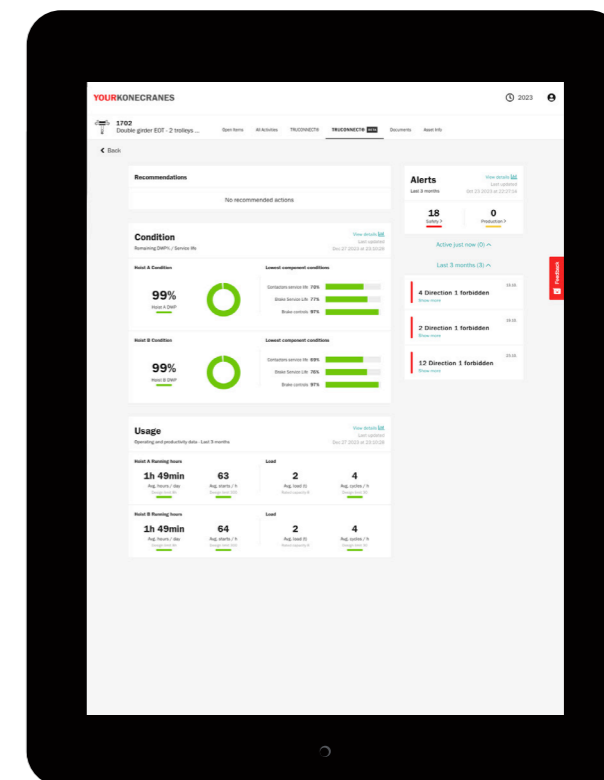 YOURKONECRANES
2023
1702
Double girder EOT - 2 trolleys ...
Open items
All Activities
TRUCONNECT®
TRUCONNECT® BETA
Documents
Asset info
Back
Recommendations
No recommended actions
Condition
Remaining DWP% / Service life
View details
Last updated
Dec 27 2023 at 23:10:28
Hoist A Condition
99%
Hoist A DWP
Lowest component conditions
Contactors service life 70%
Brake Service Life 77%
Brake controls 97%
Hoist B Condition
99%
Hoist B DWP
Lowest component conditions
Contactors service life 69%
Brake Service Life 76%
Brake controls 97%
Usage
Operating and productivity data - Last 3 months
View details
Last updated
Dec 27 2023 at 23:10:28
Hoist A Running hours
1h 49min
Avg. hours / day
63
Avg. starts / h
Load
2
Avg. load (t)
4
Avg. cycles / h
Hoist B Running hours
1h 49min
Avg. hours / day
64
Avg. starts / h
Load
2
Avg. load (t)
4
Avg. cycles / h
Alerts
Last 3 months
View details
Last updated
18
Safety
0
Production
Active just now (0)
Last 3 months (3)
4 Direction 1 forbidden
Show more
2 Direction 1 forbidden
Show more
12 Direction 1 forbidden
Show more
Feedback